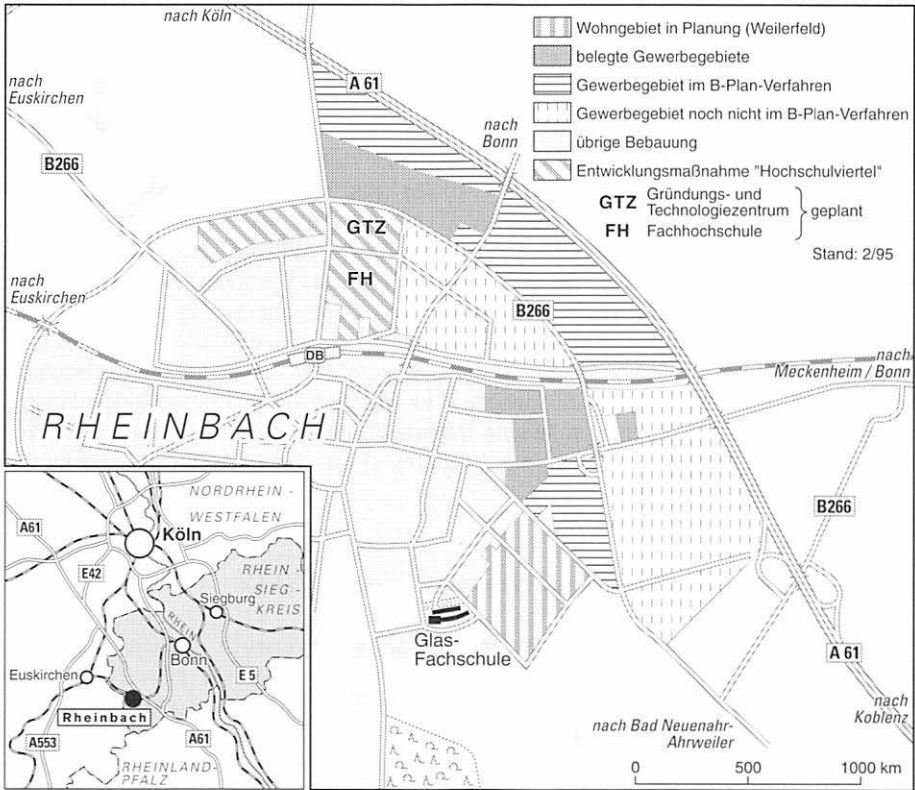 nach Köln
A 61
nach
Euskirchen
B266
nach
Bonn
nach
Euskirchen
GTZ
FH
B266
DB
nach
Meckenheim / Bonn
RHEINBACH
B266
Glas-
Fachschule
A 61
nach
Koblenz
nach Bad Neuenahr-
Ahrweiler
0 500 1000 km
Wohngebiet in Planung (Weilerfeld)
belegte Gewerbegebiete
Gewerbegebiet im B-Plan-Verfahren
Gewerbegebiet noch nicht im B-Plan-Verfahren
übrige Bebauung
Entwicklungsmaßnahme "Hochschulviertel"
GTZ Gründungs- und
Technologiezentrum
FH Fachhochschule
geplant
Stand: 2/95
NORDRHEIN -
WESTFALEN
A61
Köln
E42
RHEIN -
SIEG -
KREIS
Siegburg
RHEIN
Bonn
Euskirchen
E 5
Rheinbach
A553
A61
RHEINLAND-
PFALZ